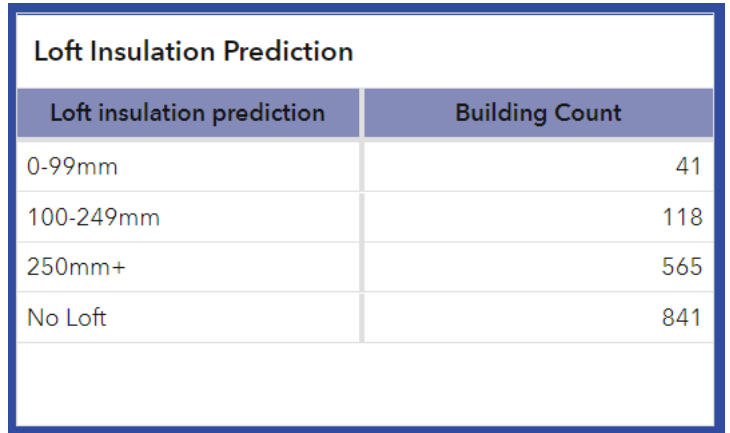 Loft Insulation Prediction
Loft insulation prediction Building Count
0-99mm 41
100-249mm 118
250mm+ 565
No Loft 841